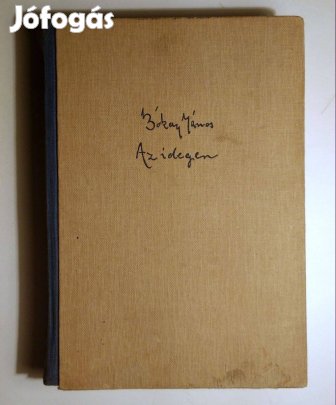 Jófogás
Bókay János
Az idegen